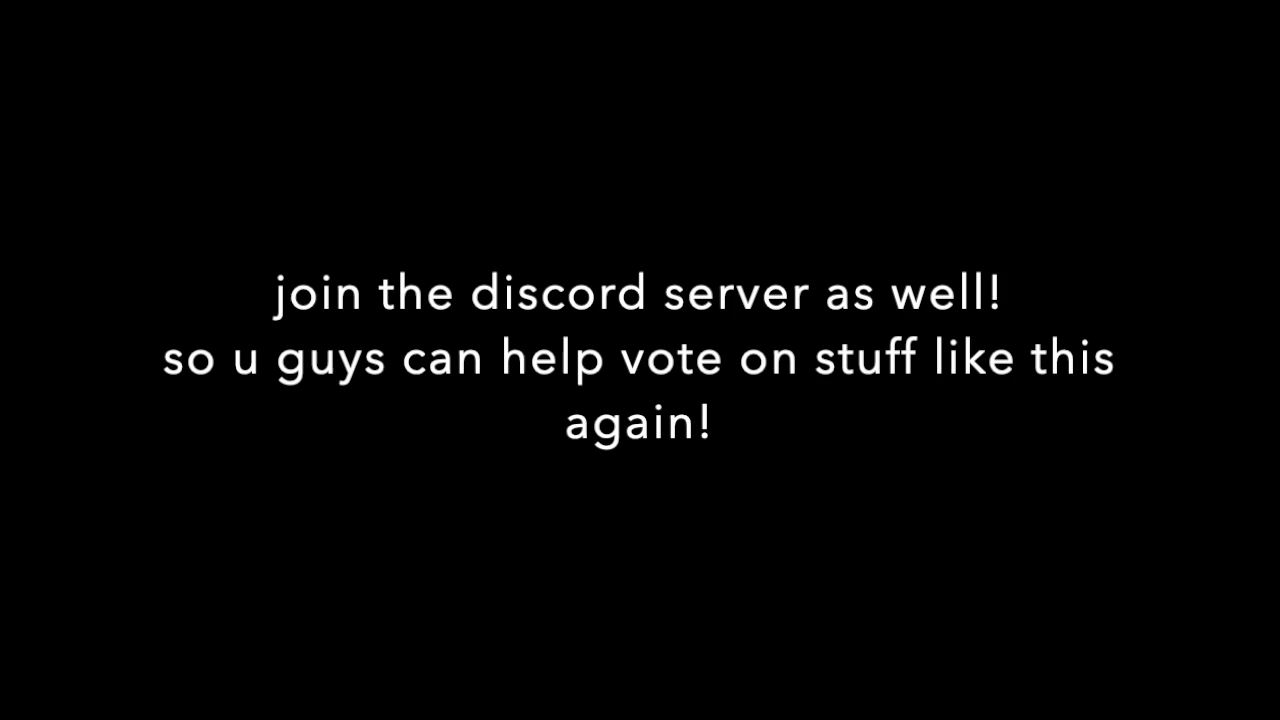 join the discord server as well!
so u guys can help vote on stuff like this
again!